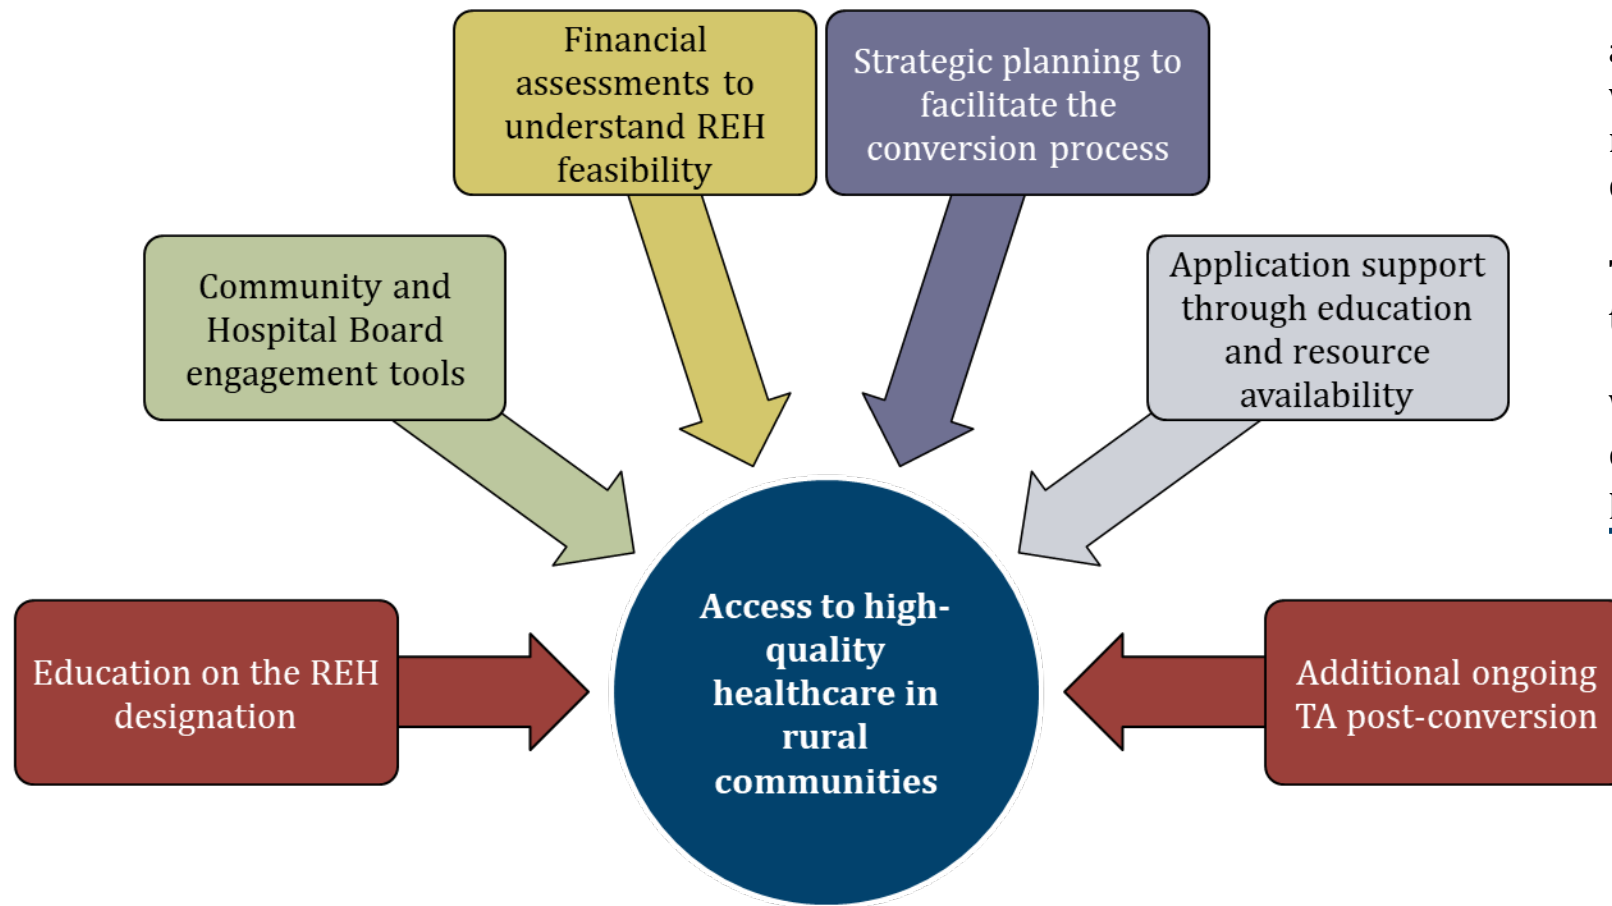 Financial
assessments to
understand REH
feasibility
Strategic planning to
facilitate the
conversion process
Community and
Hospital Board
engagement tools
Application support
through education
and resource
availability
Education on the REH
designation
Access to high-
quality
healthcare in
rural
communities
Additional ongoing
TA post-conversion